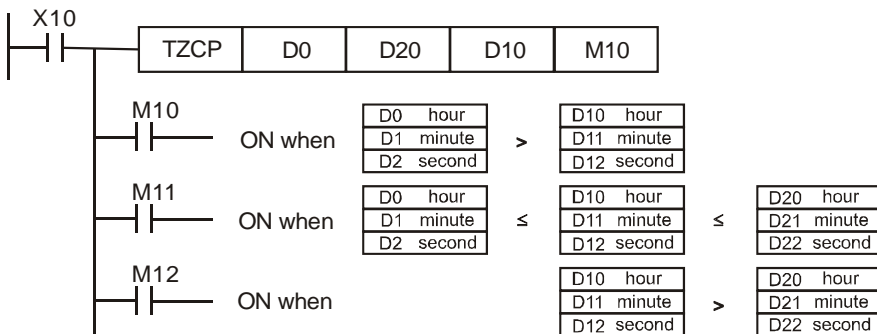 X10
TZCP D0 D20 D10 M10
M10
ON when
D0 hour
D1 minute
D2 second
>
D10 hour
D11 minute
D12 second
M11
ON when
D0 hour
D1 minute
D2 second
≤
D10 hour
D11 minute
D12 second
≤
D20 hour
D21 minute
D22 second
M12
ON when
D10 hour
D11 minute
D12 second
>
D20 hour
D21 minute
D22 second